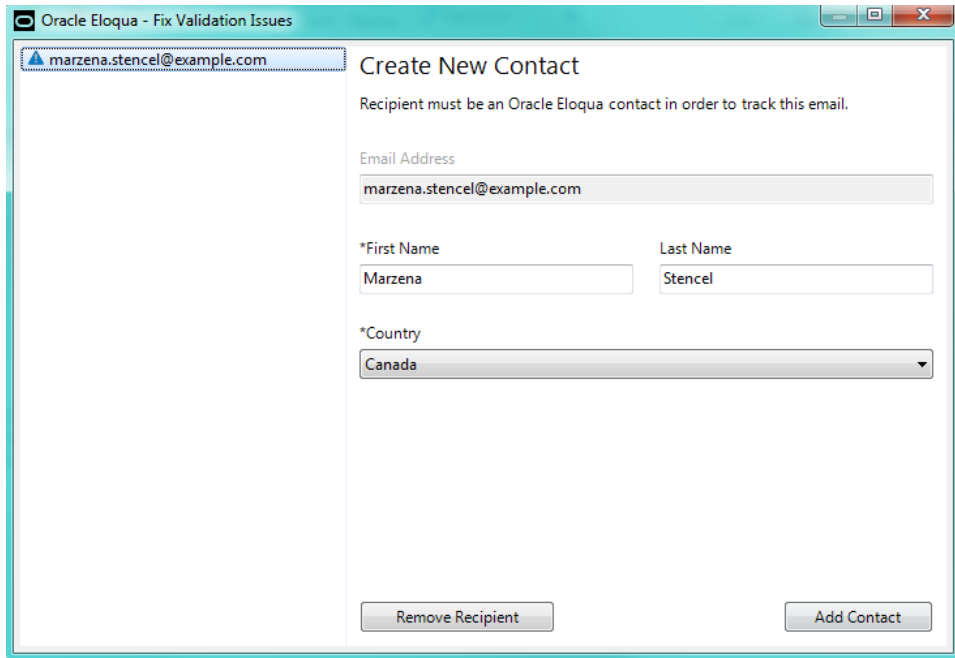 Oracle Eloqua - Fix Validation Issues
marzena.stencel@example.com
Create New Contact
Recipient must be an Oracle Eloqua contact in order to track this email.
Email Address
marzena.stencel@example.com
*First Name Last Name
Marzena Stencel
*Country
Canada
Remove Recipient Add Contact